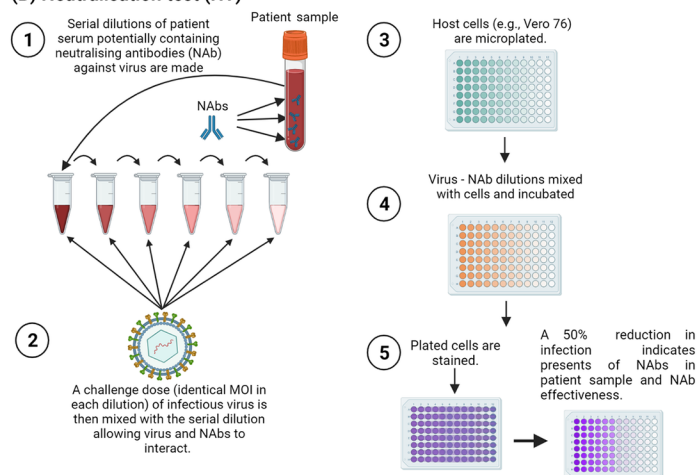 1
Serial dilutions of patient
serum potentially containing
neutralising antibodies (NAb)
against virus are made
Patient sample
NAbs
2
A challenge dose (identical MOI in
each dilution) of infectious virus is
then mixed with the serial dilution
allowing virus and NAbs to
interact.
3
Host cells (e.g., Vero 76)
are microplated.
4
Virus - NAb dilutions mixed
with cells and incubated
5
Plated cells are
stained.
A 50% reduction in
infection indicates
presents of NAbs in
patient sample and NAb
effectiveness.